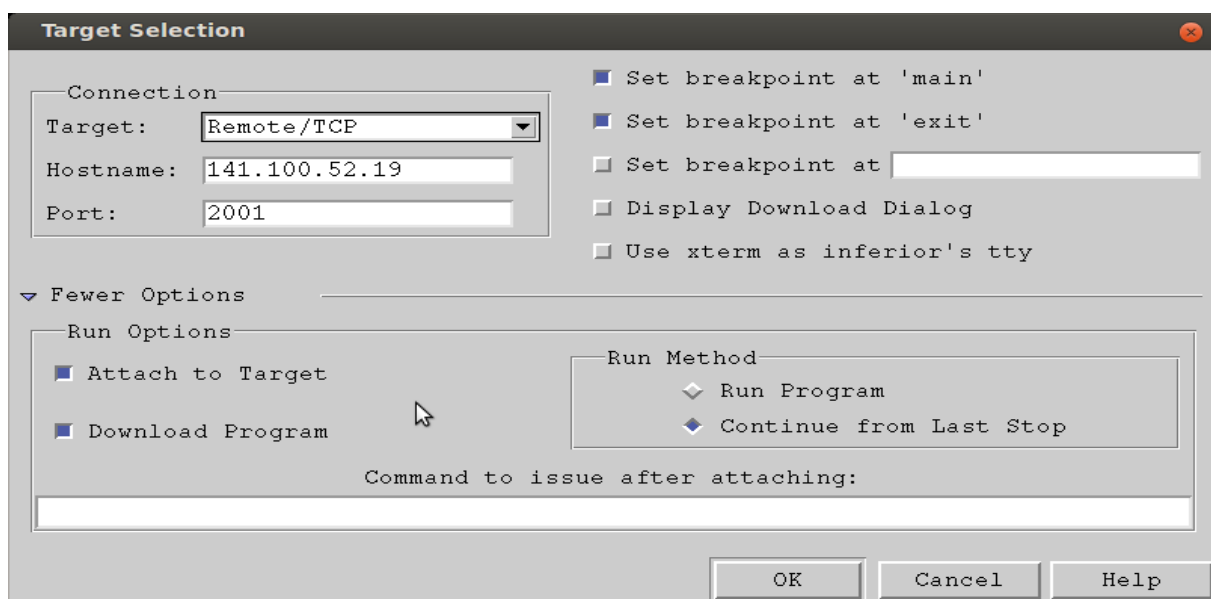 Target Selection
Connection
Target: Remote/TCP
Hostname: 141.100.52.19
Port: 2001
Set breakpoint at 'main'
Set breakpoint at 'exit'
Set breakpoint at
Display Download Dialog
Use xterm as inferior's tty
Fewer Options
Run Options
Attach to Target
Download Program
Run Method
Run Program
Continue from Last Stop
Command to issue after attaching:
OK Cancel Help